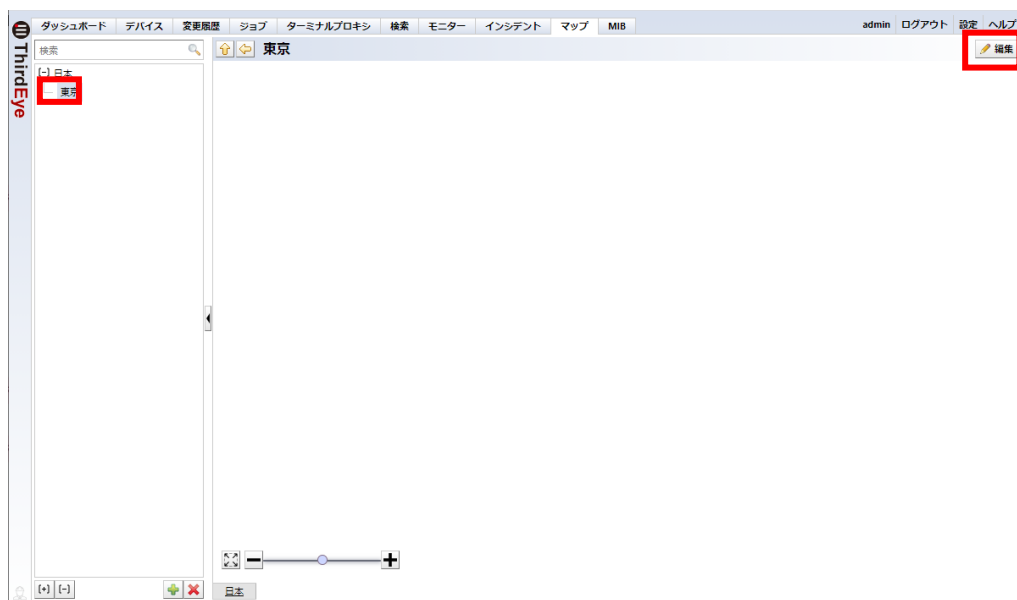 ダッシュボード デバイス 変更履歴 ジョブ ターミナルプロキシ 検索 モニター インシデント マップ MIB admin ログアウト 設定 ヘルプ
ThirdEye
検索
東京
編集
[-] 日本
東京
[+] [-]
日本